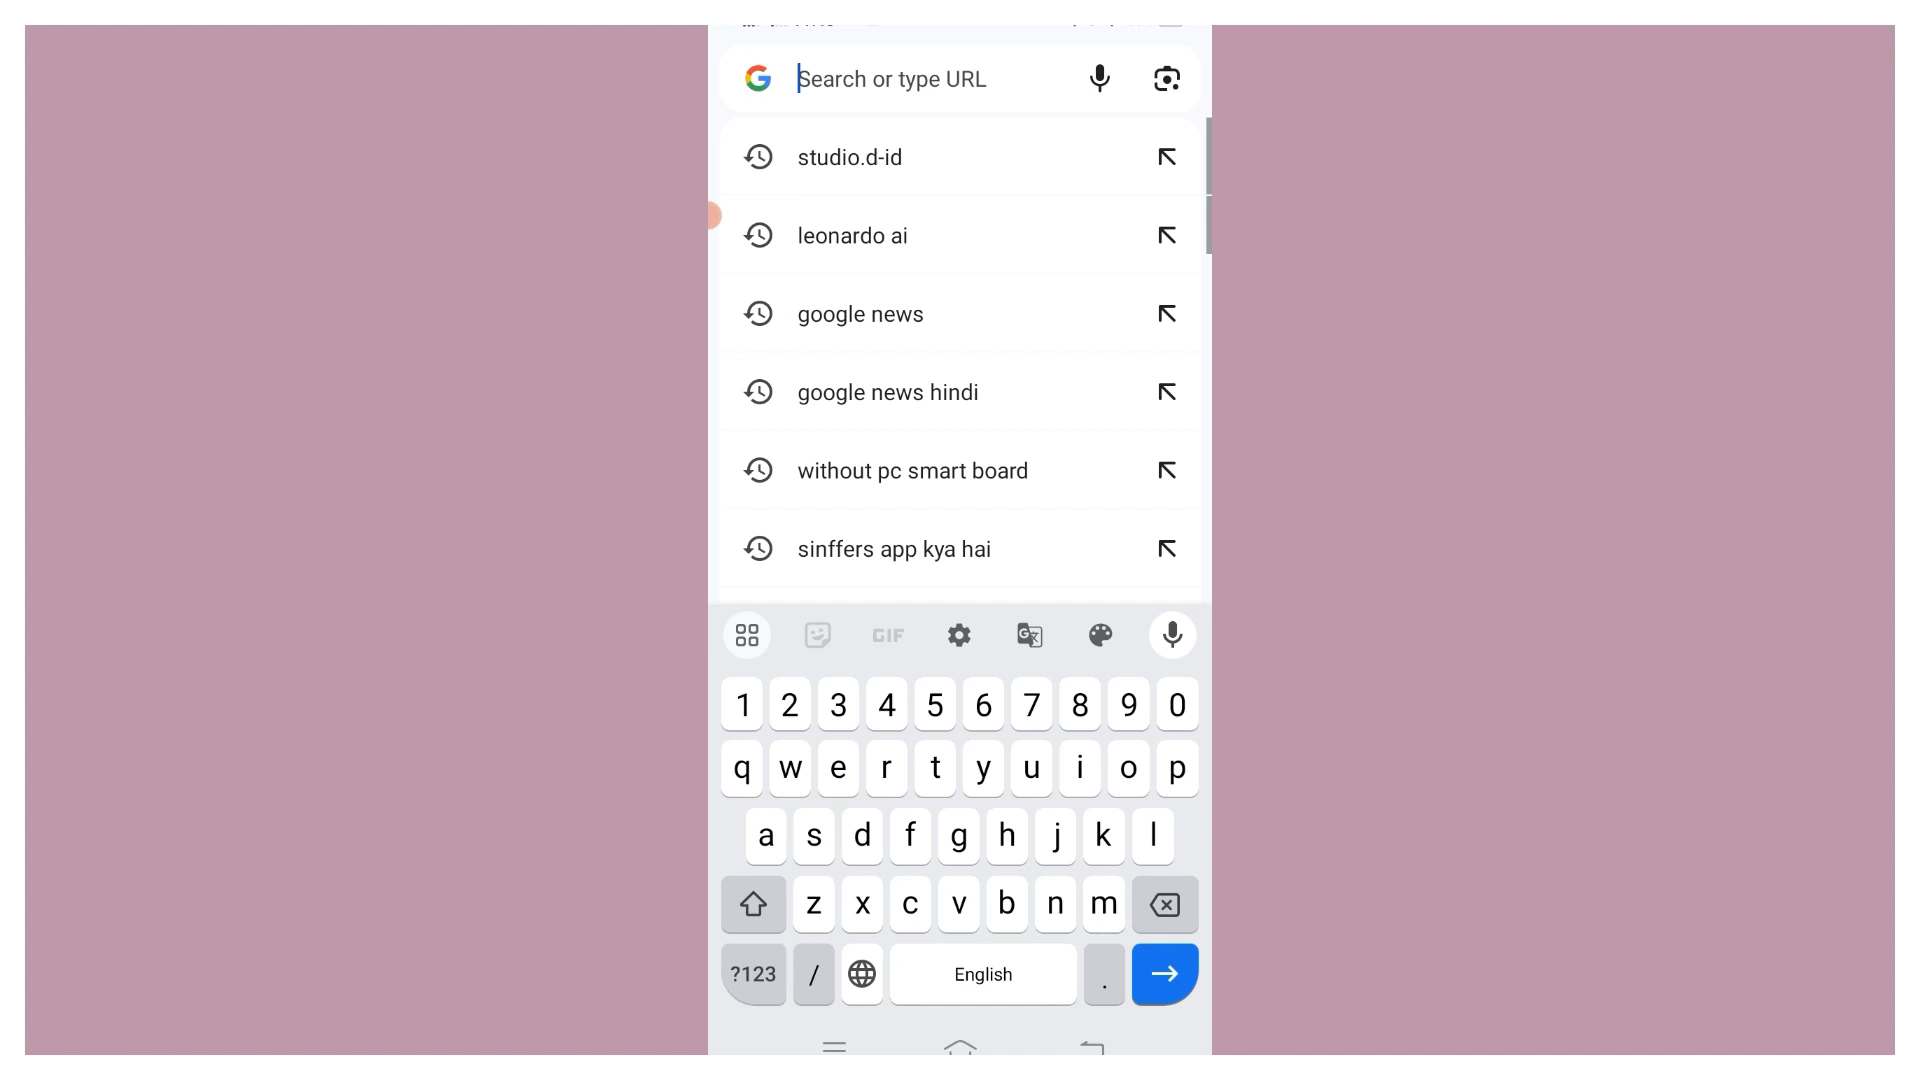 Search or type URL
studio.d-id
leonardo ai
google news
google news hindi
without pc smart board
sinffers app kya hai
GIF
1 2 3 4 5 6 7 8 9 0
q w e r t y u i o p
a s d f g h j k l
z x c v b n m
?123 / English .